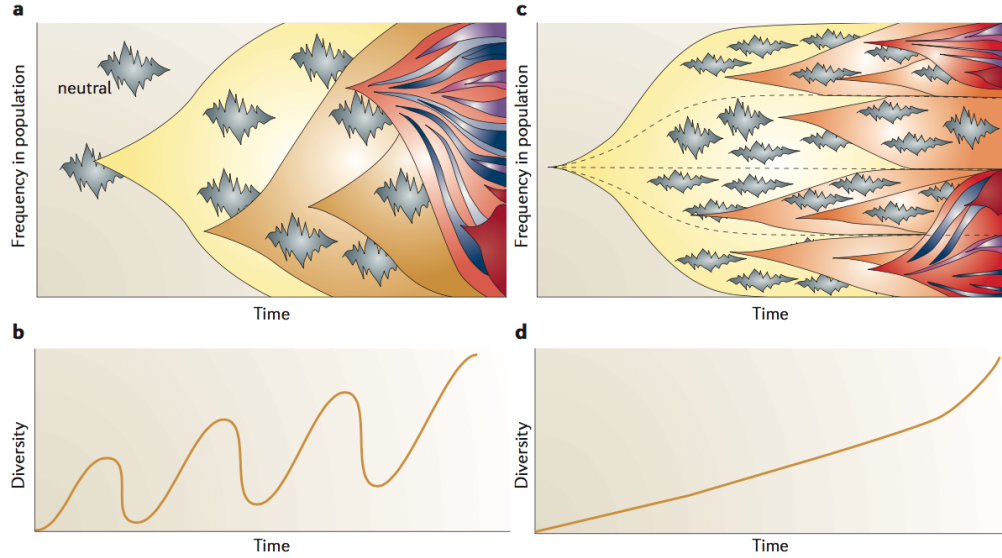 a
Frequency in population
neutral
Time
c
Frequency in population
Time
b
Diversity
Time
d
Diversity
Time